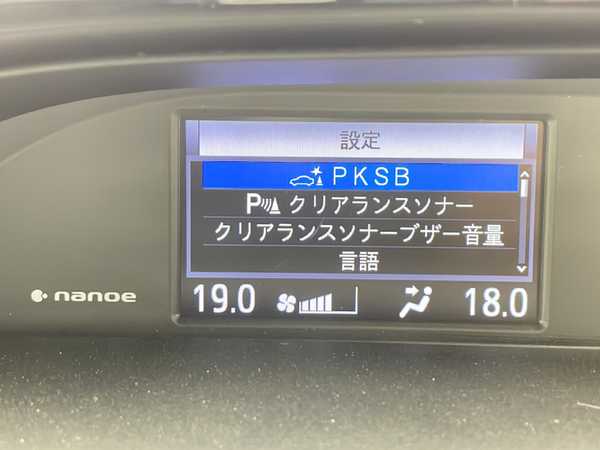 設定
PKSB
P クリアランスソナー
クリアランスソナーブザー音量
言語
nanoe
19.0 18.0